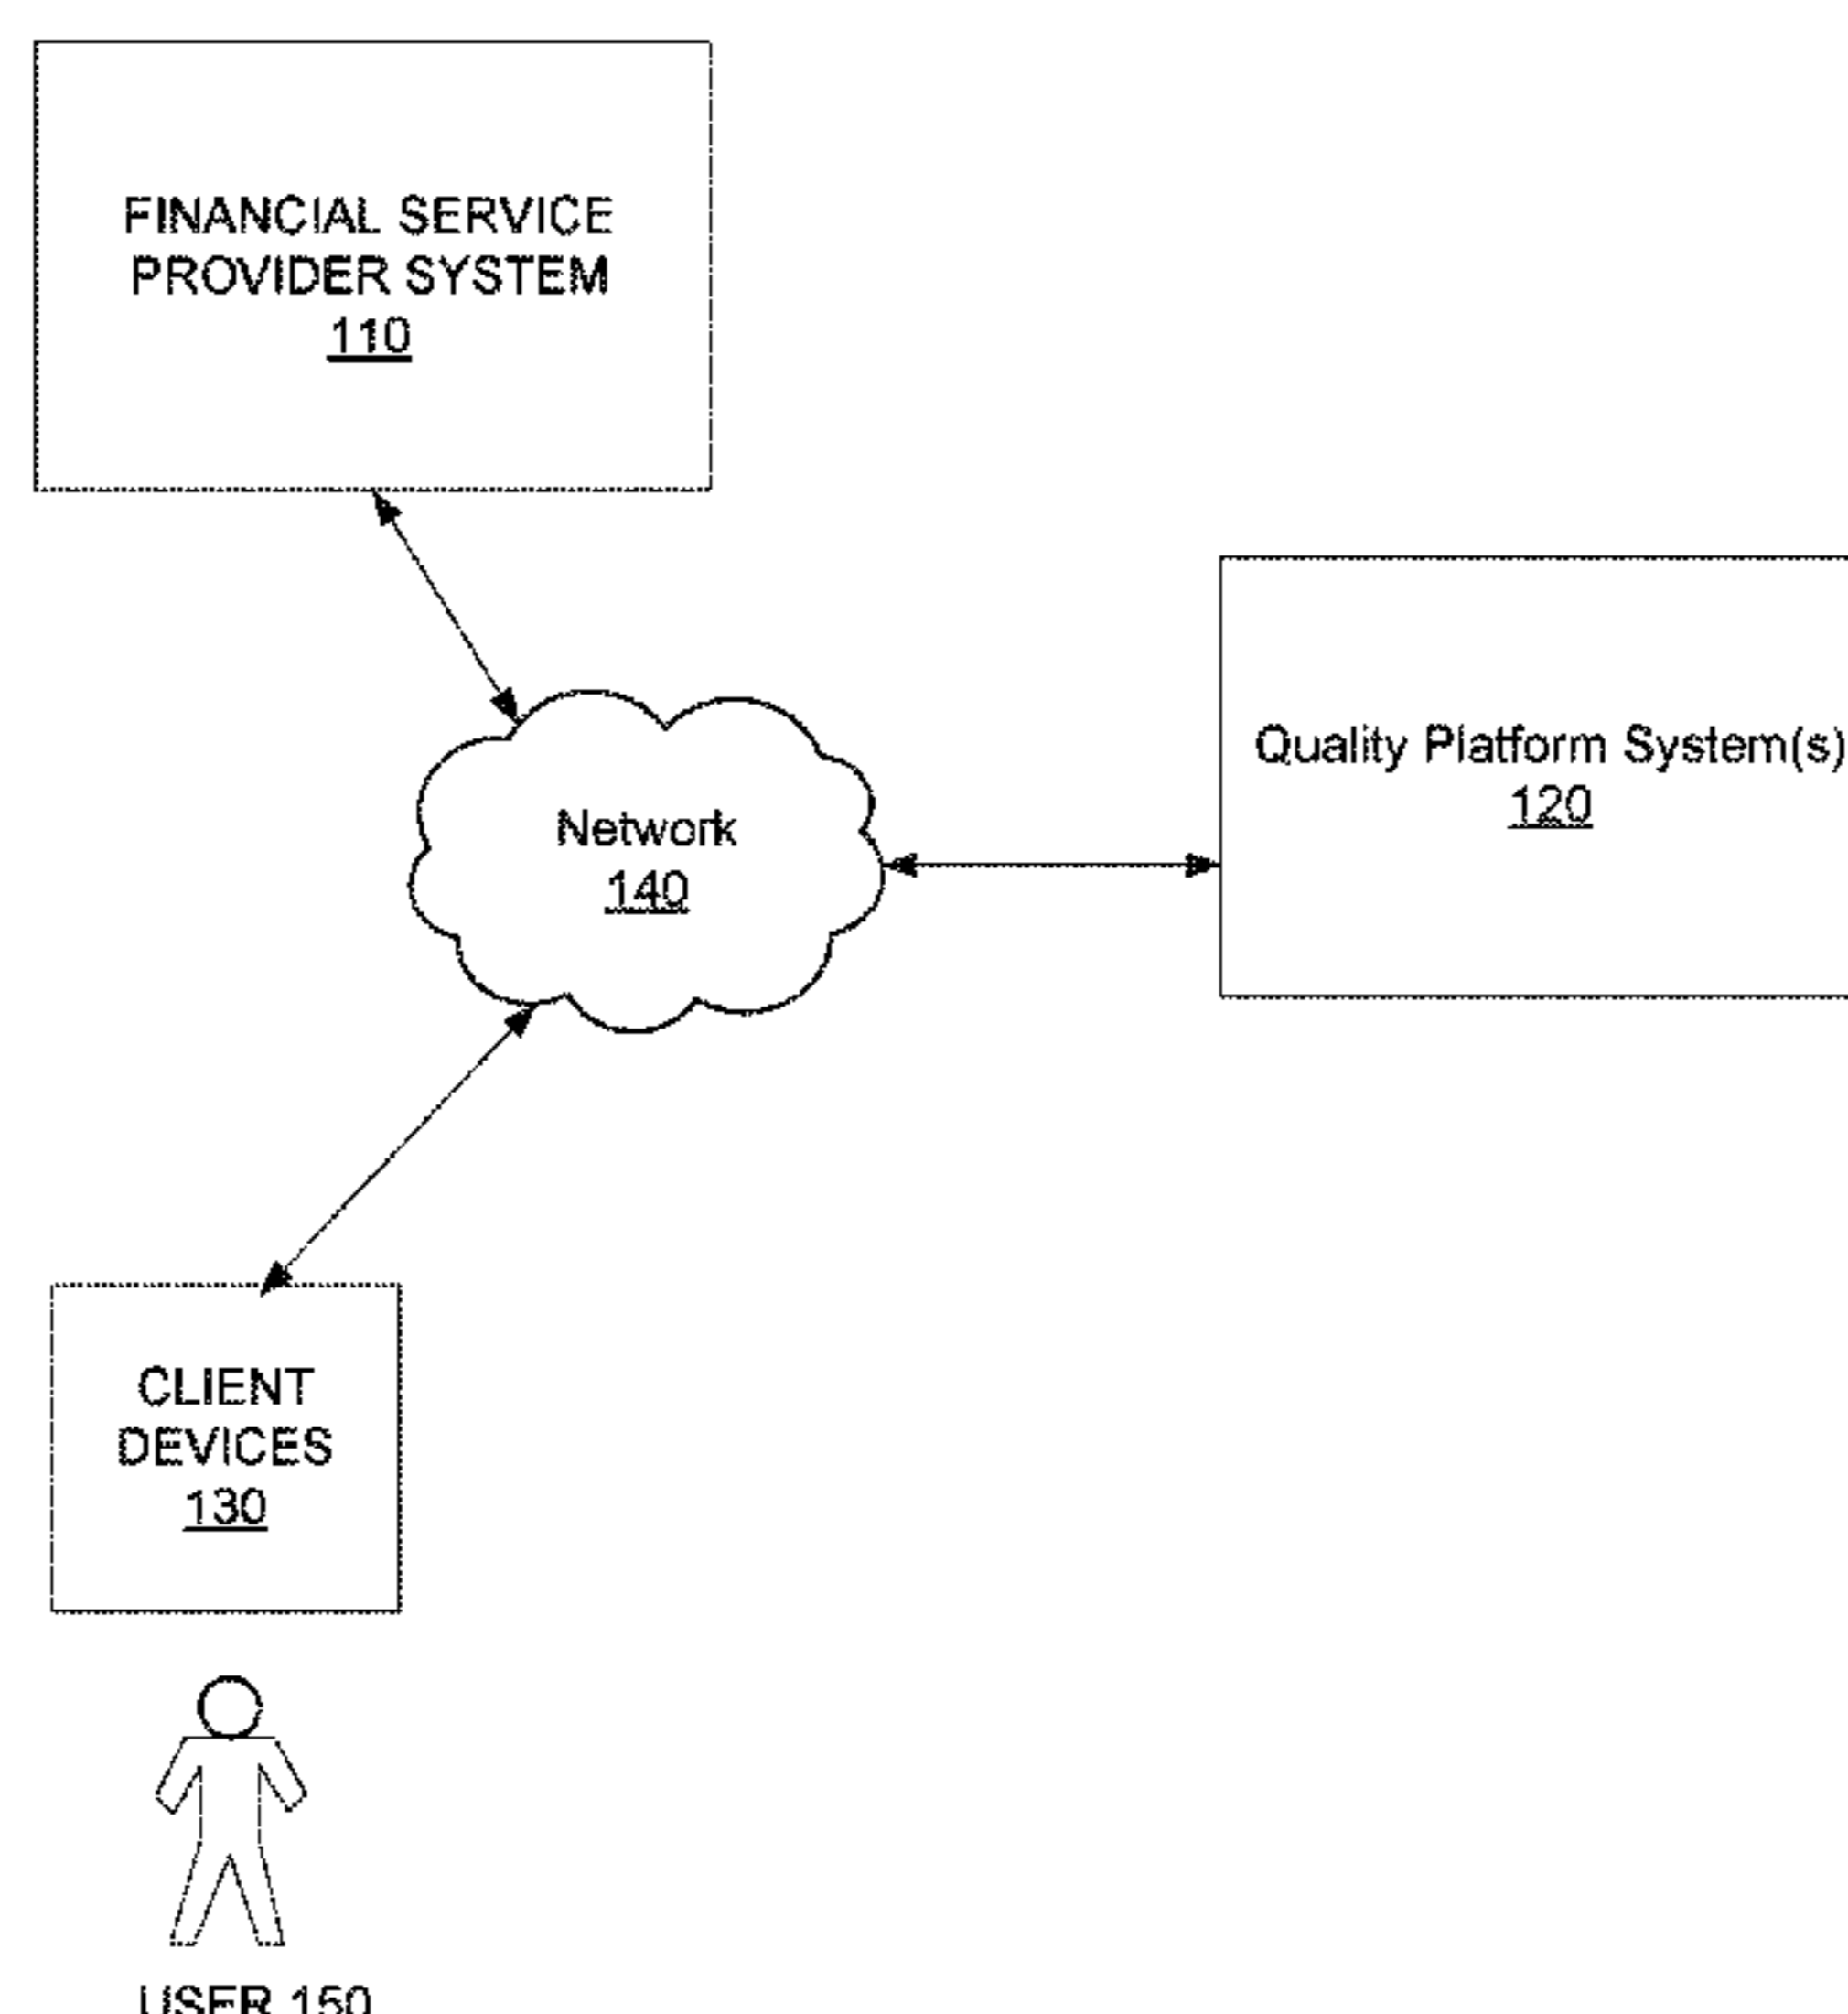 FINANCIAL SERVICE
PROVIDER SYSTEM
110
Quality Platform System(s)
120
Network
140
CLIENT
DEVICES
130
USER 150